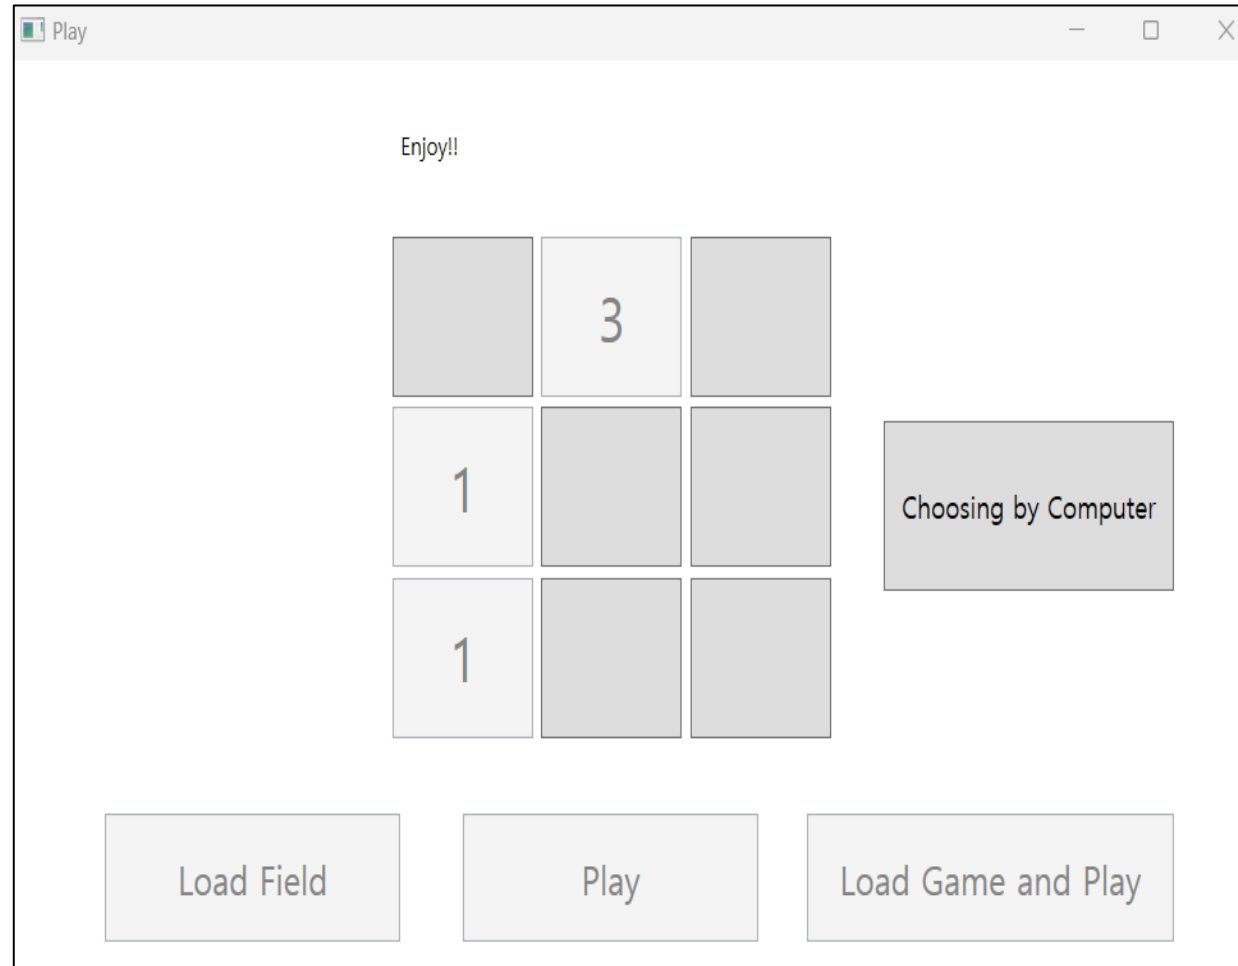 Play
Enjoy!!
3
1
Choosing by Computer
1
Load Field
Play
Load Game and Play